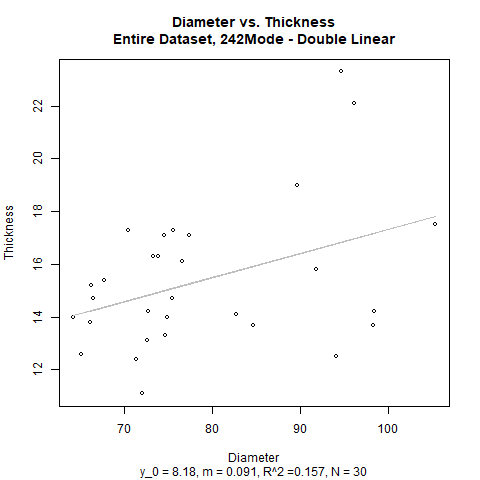 Diameter vs. Thickness
Entire Dataset, 242Mode - Double Linear
Thickness
22
20
18
16
14
12
70 80 90 100
Diameter
y_0 = 8.18, m = 0.091, R^2 =0.157, N = 30